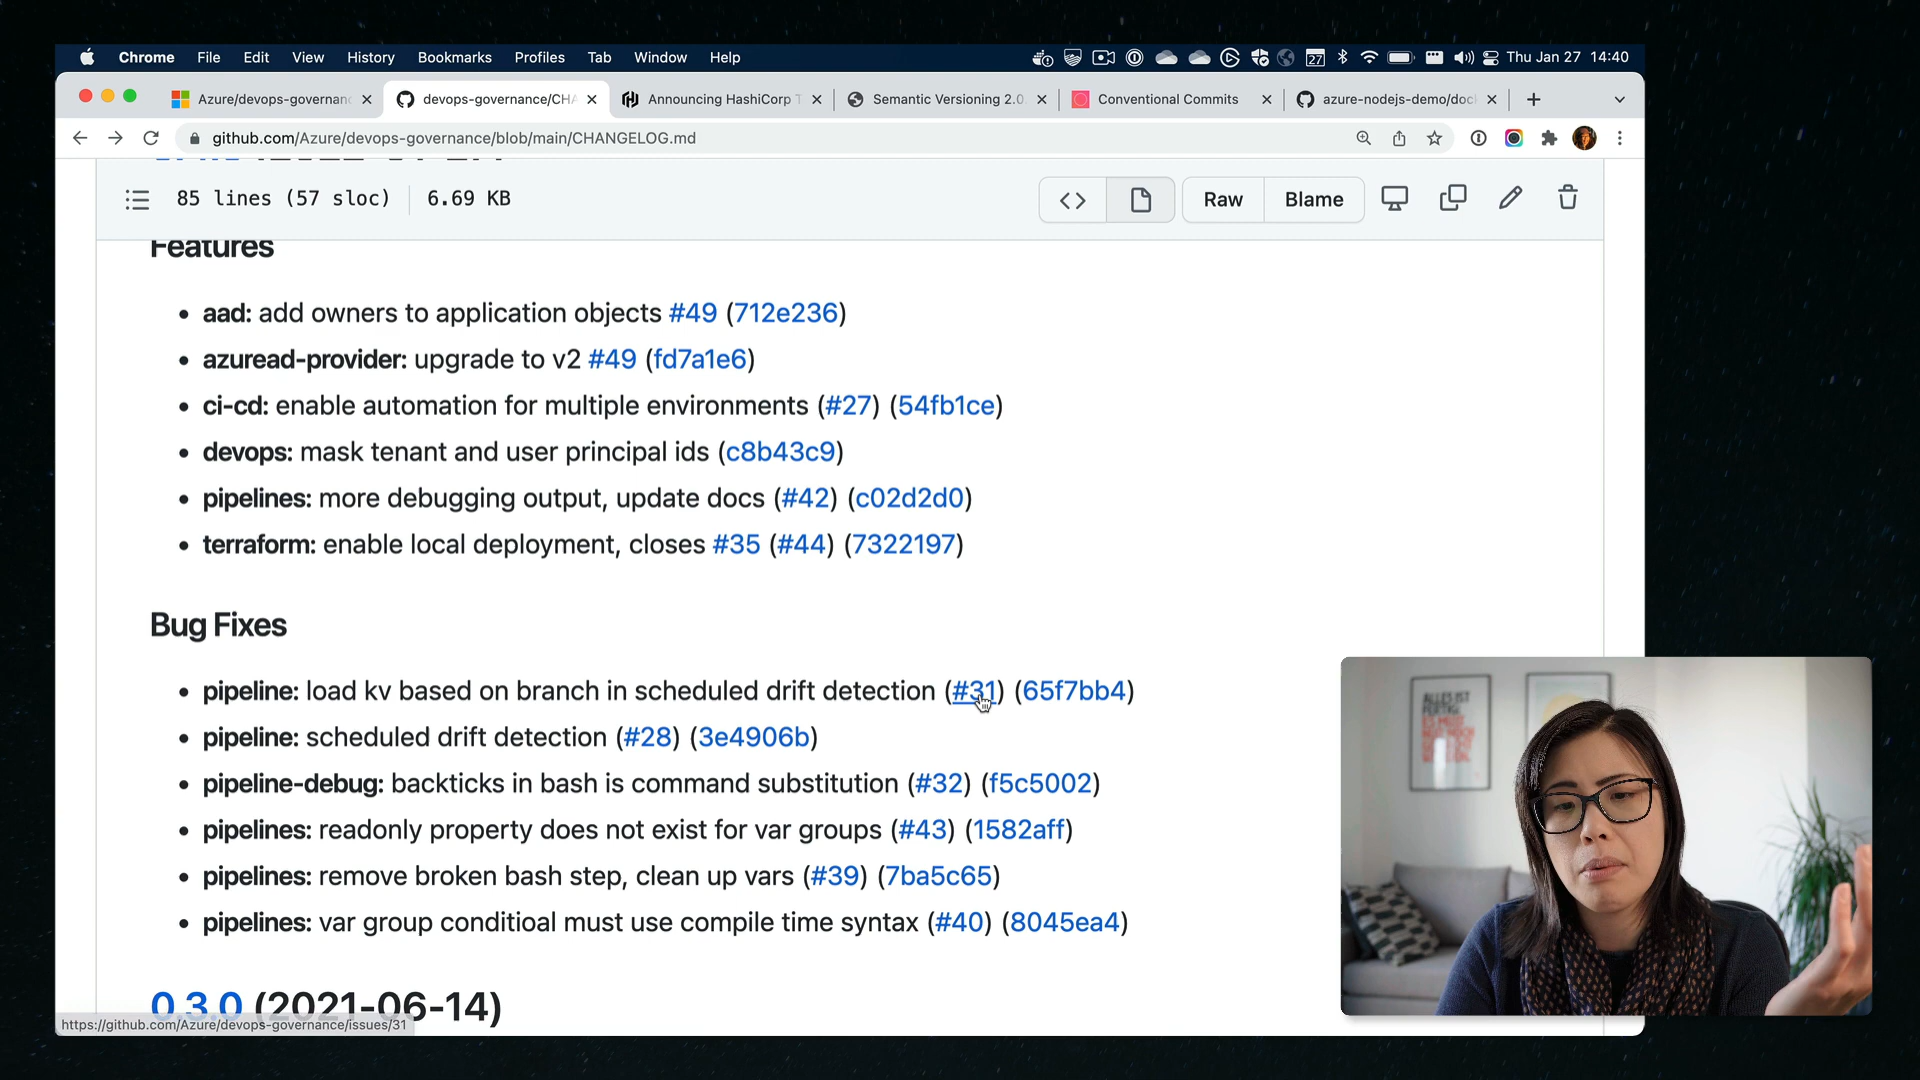 Chrome File Edit View History Bookmarks Profiles Tab Window Help 27 Thu Jan 27 14:40
Azure/devops-governanc devops-governance/CHA Announcing HashiCorp T Semantic Versioning 2.0. Conventional Commits azure-nodejs-demo/doc
github.com/Azure/devops-governance/blob/main/CHANGELOG.md
85 lines (57 sloc) 6.69 KB Raw Blame
Features
aad: add owners to application objects #49 (712e236)
azuread-provider: upgrade to v2 #49 (fd7a1e6)
ci-cd: enable automation for multiple environments (#27) (54fb1ce)
devops: mask tenant and user principal ids (c8b43c9)
pipelines: more debugging output, update docs (#42) (c02d2d0)
terraform: enable local deployment, closes #35 (#44) (7322197)
Bug Fixes
pipeline: load kv based on branch in scheduled drift detection (#31) (65f7bb4)
pipeline: scheduled drift detection (#28) (3e4906b)
pipeline-debug: backticks in bash is command substitution (#32) (f5c5002)
pipelines: readonly property does not exist for var groups (#43) (1582aff)
pipelines: remove broken bash step, clean up vars (#39) (7ba5c65)
pipelines: var group conditioal must use compile time syntax (#40) (8045ea4)
0.3.0 (2021-06-14)
https://github.com/Azure/devops-governance/issues/31
ALLES IST
FERTIG.
ES MUSS
NUR NOCH